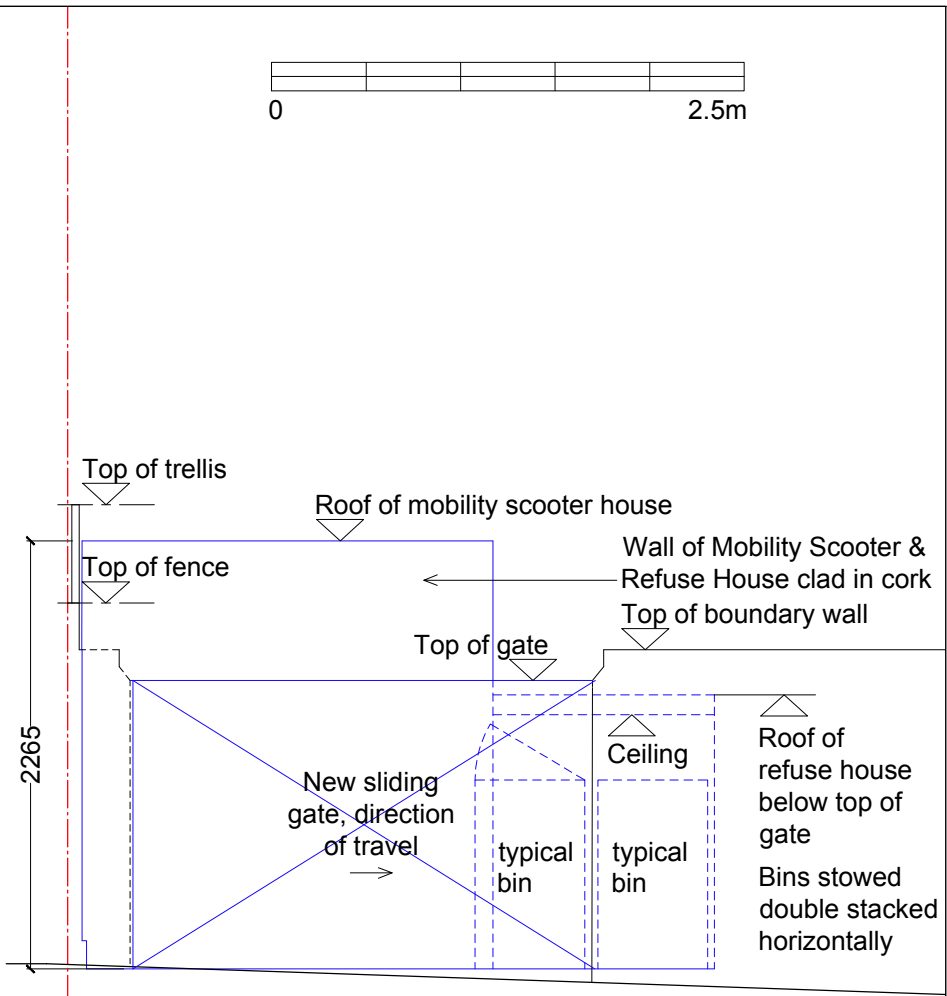 0
2.5m
Top of trellis
Roof of mobility scooter house
Wall of Mobility Scooter &
Refuse House clad in cork
Top of fence
Top of boundary wall
Top of gate
2265
Ceiling
Roof of
refuse house
below top of
gate
New sliding
gate, direction
of travel
typical
bin
typical
bin
Bins stowed
double stacked
horizontally